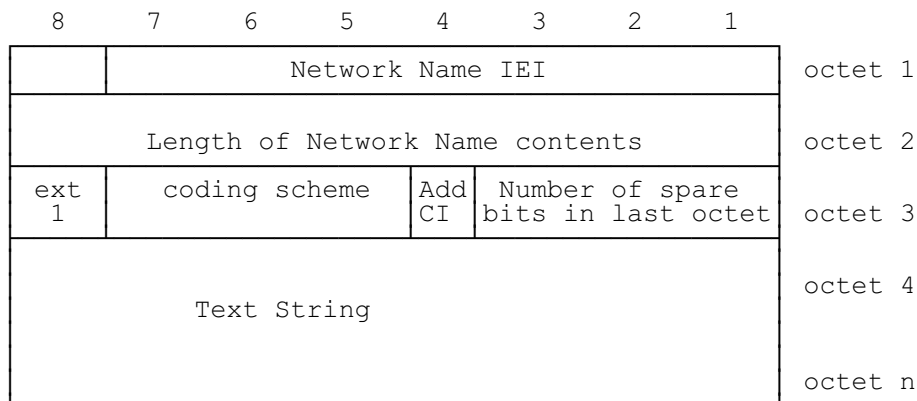 8 7 6 5 4 3 2 1
Network Name IEI octet 1
Length of Network Name contents octet 2
ext coding scheme Add Number of spare
1 CI bits in last octet octet 3
octet 4
Text String
octet n